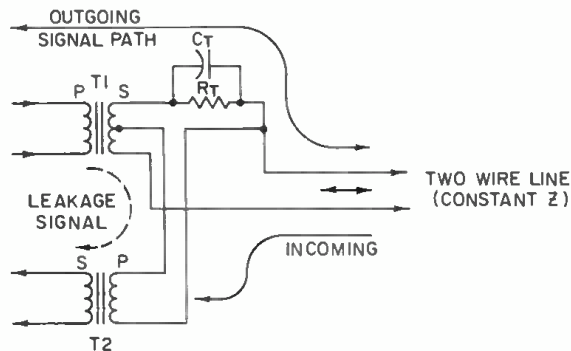 OUTGOING
SIGNAL PATH
CT
RT
P T1 S
LEAKAGE
SIGNAL
TWO WIRE LINE
(CONSTANT Z)
INCOMING
S P
T2